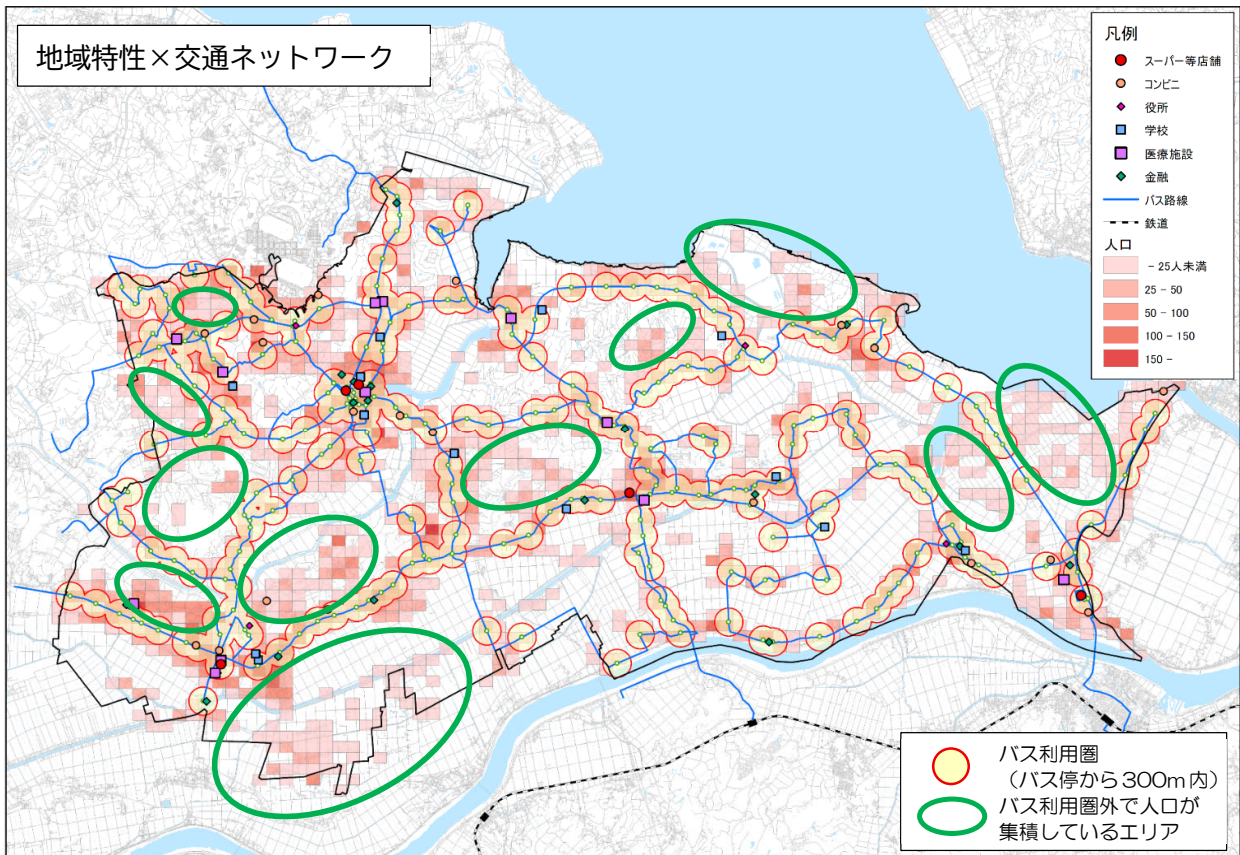 地域特性×交通ネットワーク
凡例
スーパー等店舗
コンビニ
役所
学校
医療施設
金融
バス路線
鉄道
人口
- 25人未満
25 - 50
50 - 100
100 - 150
150 -
バス利用圏
(バス停から300m内)
バス利用圏外で人口が
集積しているエリア